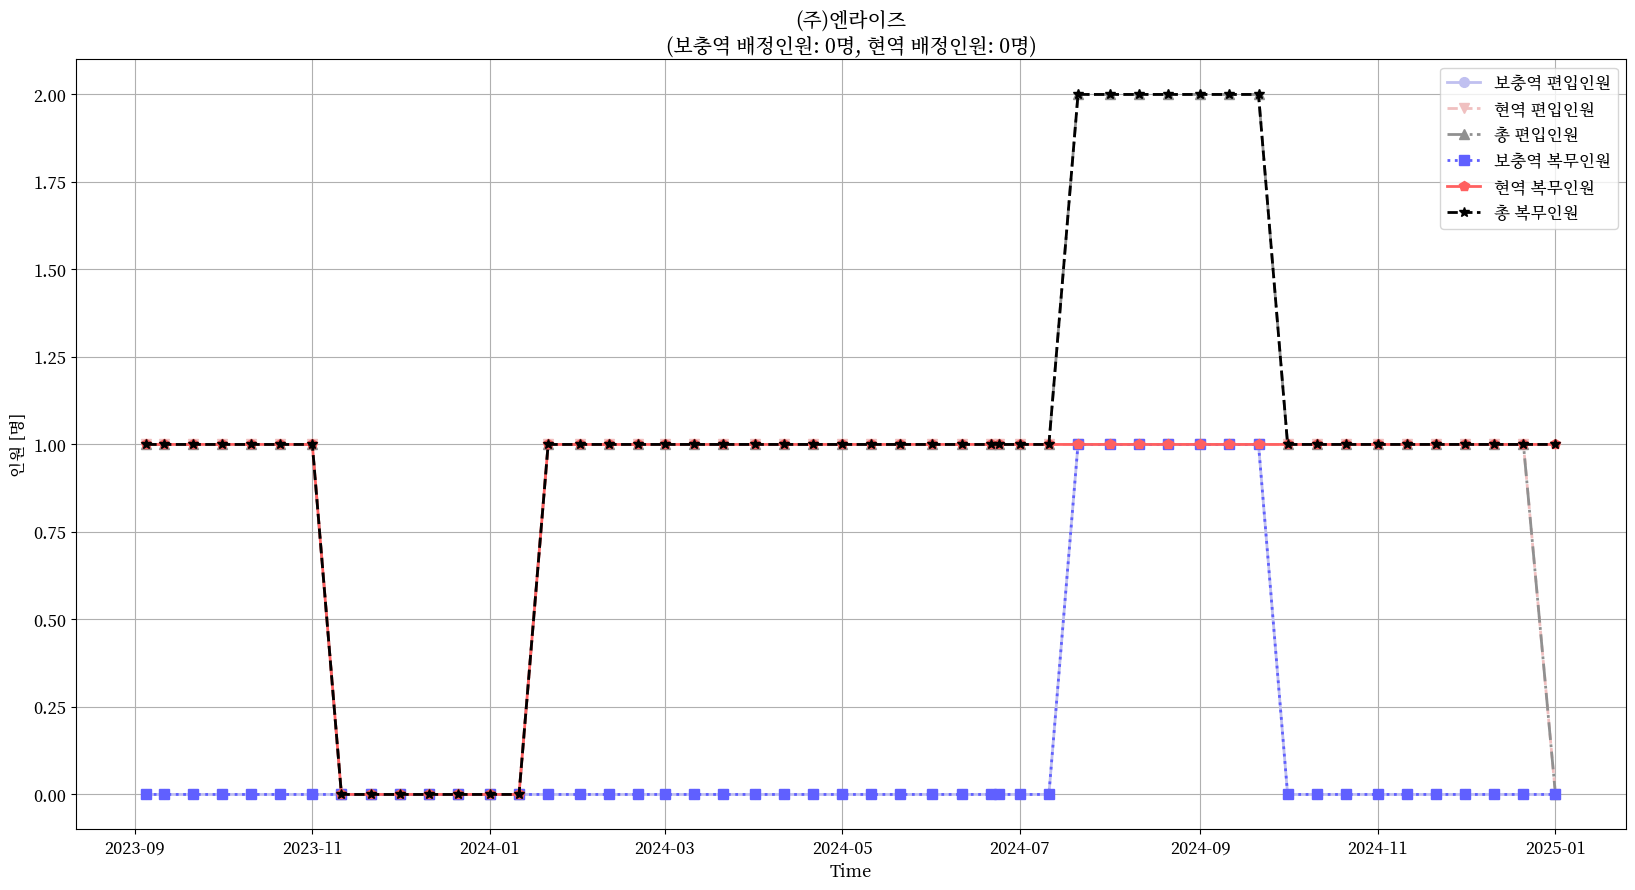 (주)엔라이즈
(보충역 배정인원: 0명, 현역 배정인원: 0명)
2.00
1.75
1.50
1.25
1.00
0.75
0.50
0.25
0.00
인원 [명]
보충역 편입인원
현역 편입인원
총 편입인원
보충역 복무인원
현역 복무인원
총 복무인원
2023-09
2023-11
2024-01
2024-03
2024-05
2024-07
2024-09
2024-11
2025-01
Time